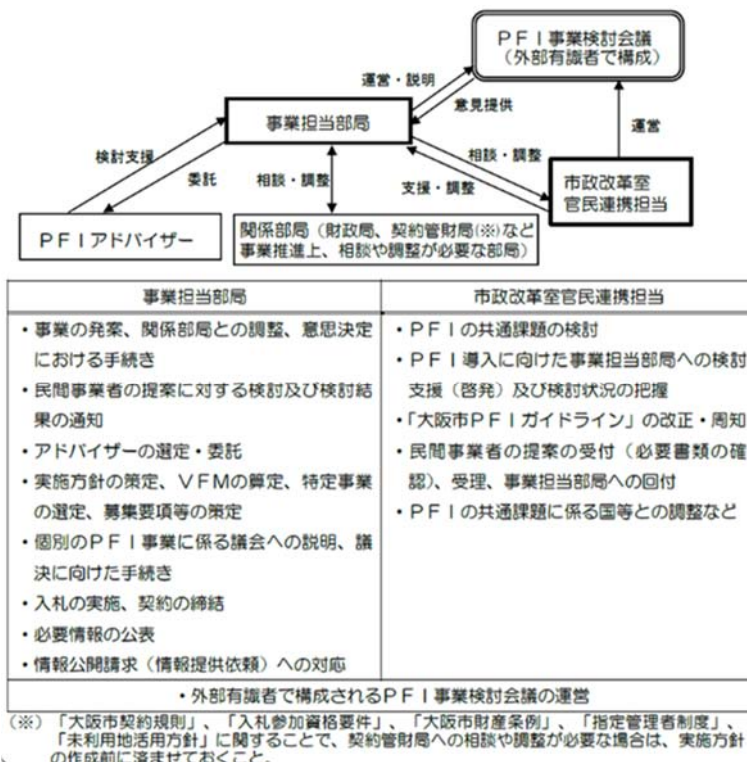 PFI事業検討会議
(外部有識者で構成)
運営・説明
意見提供
事業担当部局
運営
検討支援
相談・調整
委託
相談・調整
支援・調整
市政改革室
官民連携担当
PFIアドバイザー
関係部局(財政局、契約管財局(※)など
事業推進上、相談や調整が必要な部局)
事業担当部局
・事業の発案、関係部局との調整、意思決定
における手続き
・民間事業者の提案に対する検討及び検討結
果の通知
・アドバイザーの選定・委託
・実施方針の策定、VFMの算定、特定事業
の選定、募集要項等の策定
・個別のPFI事業に係る議会への説明、議
決に向けた手続き
・入札の実施、契約の締結
・必要情報の公表
・情報公開請求(情報提供依頼)への対応
市政改革室官民連携担当
・PFIの共通課題の検討
・PFI導入に向けた事業担当部局への検討
支援(啓発)及び検討状況の把握
・「大阪市PFIガイドライン」の改正・周知
・民間事業者の提案の受付(必要書類の確
認)、受理、事業担当部局への回付
・PFIの共通課題に係る国等との調整など
・外部有識者で構成されるPFI事業検討会議の運営
(※)「大阪市契約規則」、「入札参加資格要件」、「大阪市財産条例」、「指定管理者制度」、
「未利用地活用方針」に関することで、契約管財局への相談や調整が必要な場合は、実施方針
の作成前に済ませておくこと。